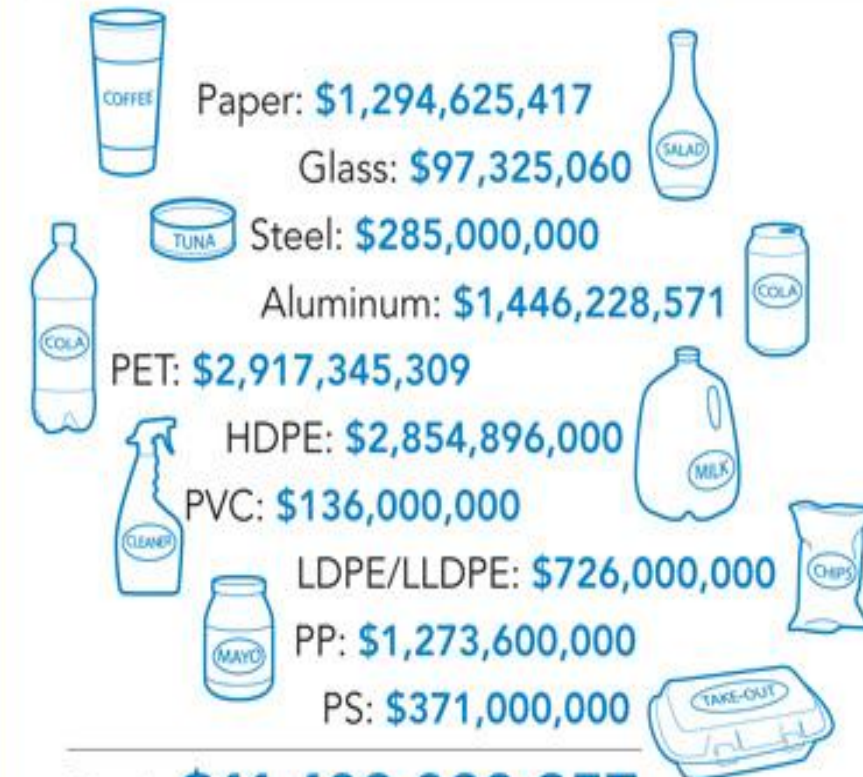 COFFEE
Paper: $1,294,625,417
SALAD
Glass: $97,325,060
TUNA
Steel: $285,000,000
COLA
Aluminum: $1,446,228,571
COLA
PET: $2,917,345,309
HDPE: $2,854,896,000
MILK
PVC: $136,000,000
CLEANER
LDPE/LLDPE: $726,000,000
CHIPS
PP: $1,273,600,000
MAYO
PS: $371,000,000
TAKE-OUT